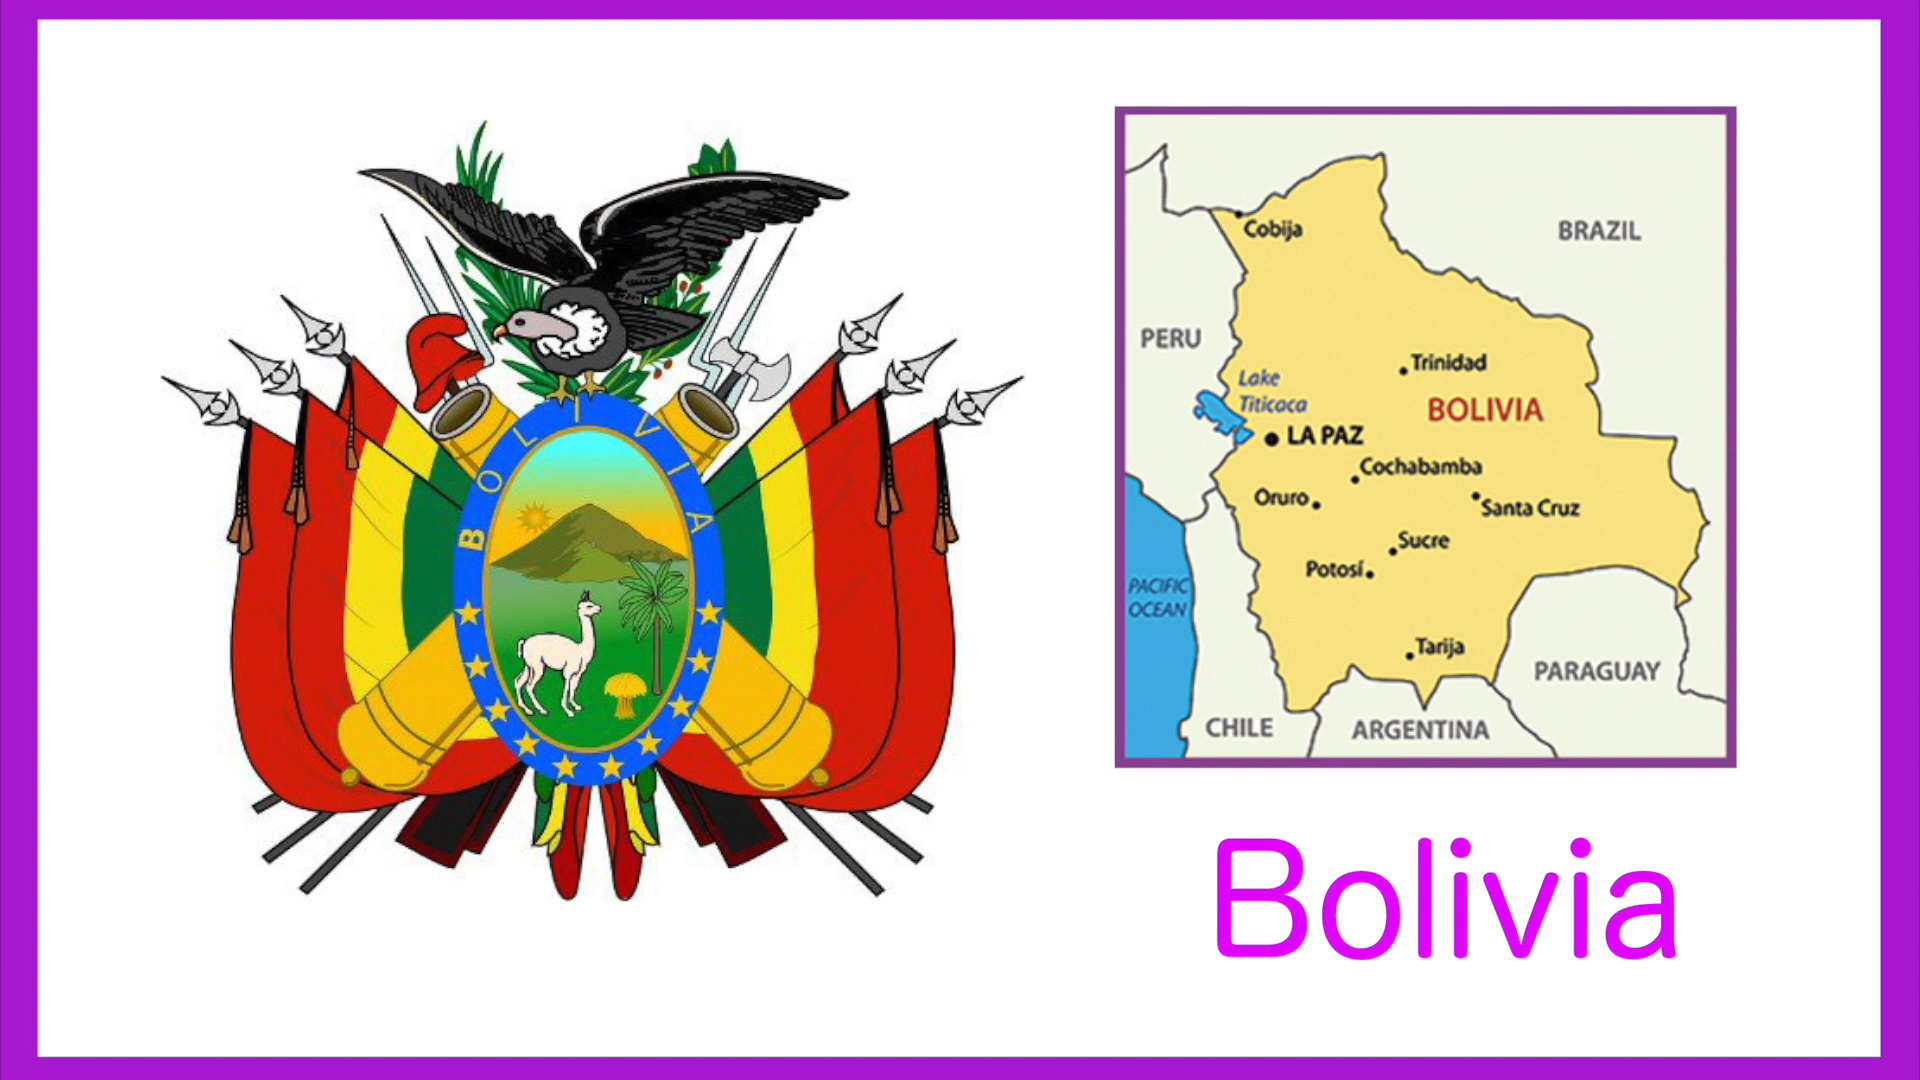 BOLIVIA
Cobija
BRAZIL
PERU
Trinidad
Lake
Titicaca
BOLIVIA
LA PAZ
Cochabamba
Oruro
Santa Cruz
Sucre
Potosí
PACIFIC
OCEAN
Tarija
PARAGUAY
CHILE
ARGENTINA
Bolivia